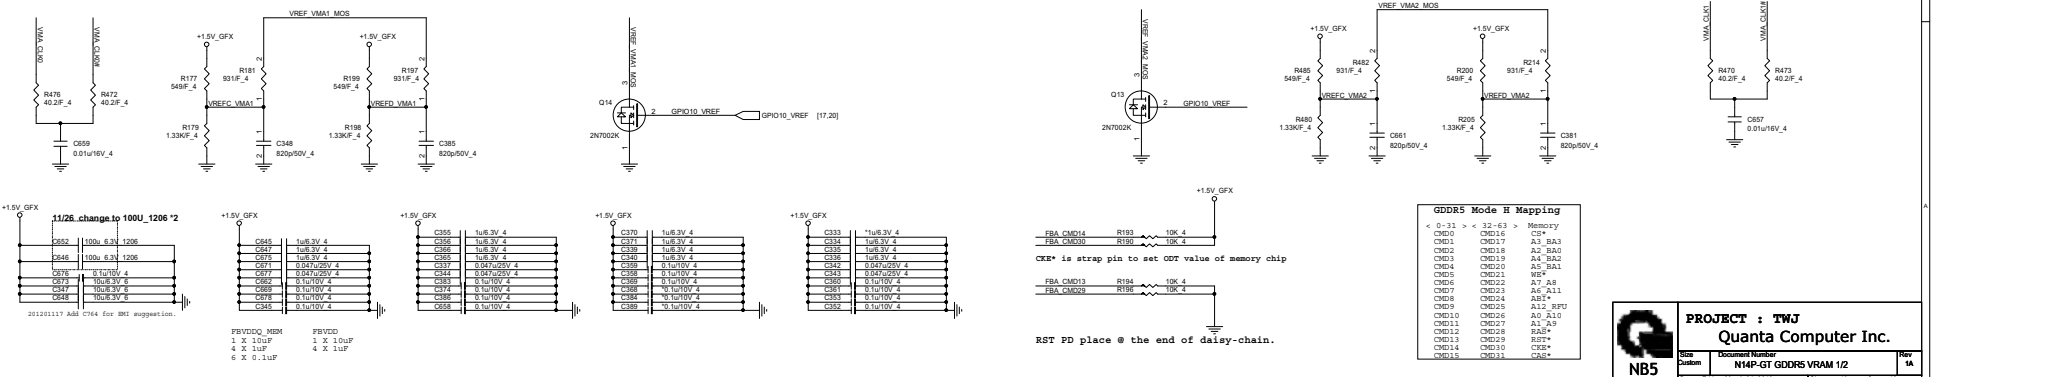 VREF_VMA1_MOS
VMA_CLK0
VMA_CLK0#
R476
40.2/F_4
R472
40.2/F_4
C659
0.01u/16V_4
+1.5V_GFX
R177
549/F_4
R181
931/F_4
VREFC_VMA1
R179
1.33K/F_4
C348
820p/50V_4
+1.5V_GFX
R199
549/F_4
R197
931/F_4
VREFD_VMA1
R198
1.33K/F_4
C385
820p/50V_4
VREF_VMA1_MOS
Q14
2N7002K
3
2
1
GPIO10_VREF
GPIO10_VREF [17,20]
VREF_VMA2_MOS
Q13
2N7002K
3
2
1
GPIO10_VREF
VREF_VMA2_MOS
+1.5V_GFX
R485
549/F_4
R482
931/F_4
VREFC_VMA2
R480
1.33K/F_4
C661
820p/50V_4
+1.5V_GFX
R200
549/F_4
R214
931/F_4
VREFD_VMA2
R205
1.33K/F_4
C381
820p/50V_4
VMA_CLK1
VMA_CLK1#
R470
40.2/F_4
R473
40.2/F_4
C657
0.01u/16V_4
A
+1.5V_GFX
11/26 change to 100U_1206 *2
C652 100u_6.3V_1206
C646 100u_6.3V_1206
C676 0.1u/10V_4
C673 10u/6.3V_6
C347 10u/6.3V_6
C648 10u/6.3V_6
201201117 Add C764 for EMI suggestion.
+1.5V_GFX
C645 1u/6.3V_4
C647 1u/6.3V_4
C675 1u/6.3V_4
C671 0.047u/25V_4
C677 0.047u/25V_4
C662 0.1u/10V_4
C669 0.1u/10V_4
C678 0.1u/10V_4
C345 0.1u/10V_4
FBVDDQ_MEM FBVDD
1 X 10uF 1 X 10uF
4 X 1uF 4 X 1uF
6 X 0.1uF
+1.5V_GFX
C355 1u/6.3V_4
C356 1u/6.3V_4
C366 1u/6.3V_4
C365 1u/6.3V_4
C337 0.047u/25V_4
C344 0.047u/25V_4
C383 0.1u/10V_4
C374 0.1u/10V_4
C386 0.1u/10V_4
C658 0.1u/10V_4
+1.5V_GFX
C370 1u/6.3V_4
C371 1u/6.3V_4
C339 1u/6.3V_4
C340 1u/6.3V_4
C359 0.1u/10V_4
C358 0.1u/10V_4
C369 0.1u/10V_4
C368 *0.1u/10V_4
C384 *0.1u/10V_4
C389 *0.1u/10V_4
+1.5V_GFX
C333 *1u/6.3V_4
C334 1u/6.3V_4
C335 1u/6.3V_4
C336 1u/6.3V_4
C342 0.047u/25V_4
C343 0.047u/25V_4
C360 0.1u/10V_4
C361 0.1u/10V_4
C353 0.1u/10V_4
C352 0.1u/10V_4
+1.5V_GFX
FBA_CMD14 R193 10K_4
FBA_CMD30 R190 10K_4
CKE* is strap pin to set ODT value of memory chip
FBA_CMD13 R194 10K_4
FBA_CMD29 R196 10K_4
RST PD place @ the end of daisy-chain.
GDDR5 Mode H Mapping
< 0-31 > < 32-63 > Memory
CMD0 CMD16 CS*
CMD1 CMD17 A3_BA3
CMD2 CMD18 A2_BA0
CMD3 CMD19 A4_BA2
CMD4 CMD20 A5_BA1
CMD5 CMD21 WE*
CMD6 CMD22 A7_A8
CMD7 CMD23 A6_A11
CMD8 CMD24 ABI*
CMD9 CMD25 A12_RFU
CMD10 CMD26 A0_A10
CMD11 CMD27 A1_A9
CMD12 CMD28 RAS*
CMD13 CMD29 RST*
CMD14 CMD30 CKE*
CMD15 CMD31 CAS*
NB5
PROJECT : TWJ
Quanta Computer Inc.
Size
Custom
Document Number
N14P-GT GDDR5 VRAM 1/2
Rev
1A